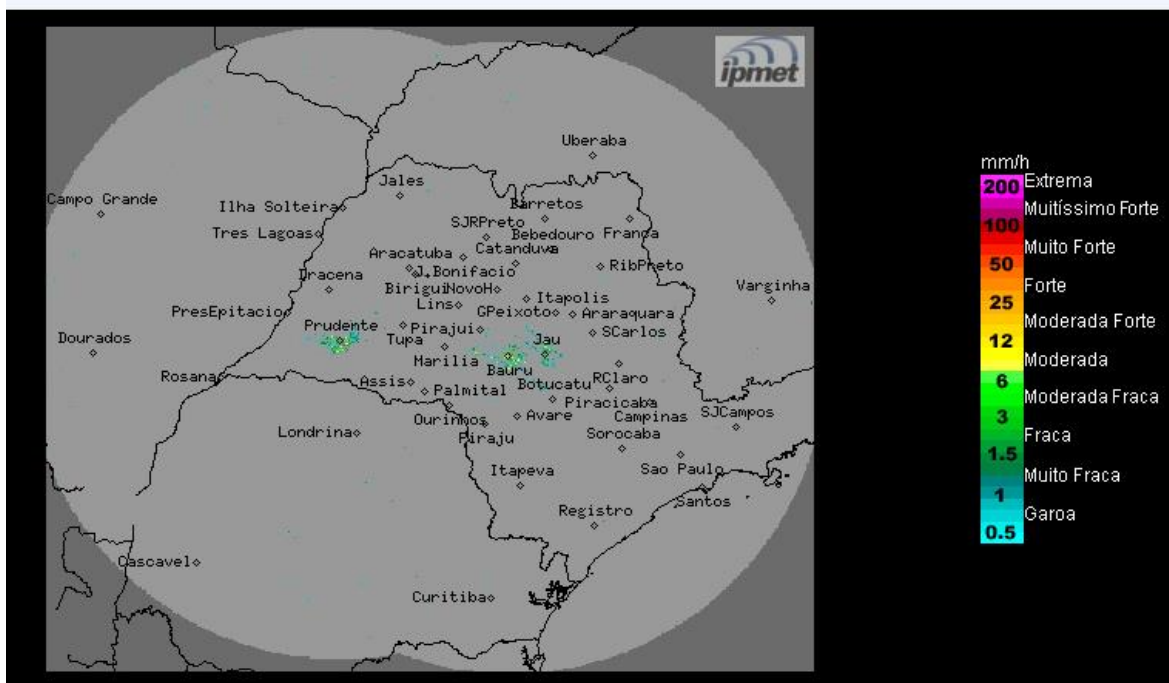 ipmet
Uberaba
Jales
Campo Grande
Ilha Solteira
Barretos
SJRPreto
Tres Lagoas
Bebedouro
Franca
Aracatuba
Catanduva
J.Bonifacio
RibPreto
Dracena
Birigui
NovoH
Itapolis
Varginha
Lins
PresEpitacio
GPeixoto
Araraquara
Prudente
Tupa
Pirajui
SCarlos
Dourados
Jau
Marilia
Bauru
Rosana
Assis
Palmital
Botucatu
RClaro
Piracicaba
Ourinhos
Avare
Campinas
SJCampos
Londrina
Piraju
Sorocaba
Itapeva
Sao Paulo
Santos
Registro
Cascavel
Curitiba
mm/h
200 Extrema
Muitíssimo Forte
100
Muito Forte
50
Forte
25
Moderada Forte
12
Moderada
6
Moderada Fraca
3
Fraca
1.5
Muito Fraca
1
Garoa
0.5